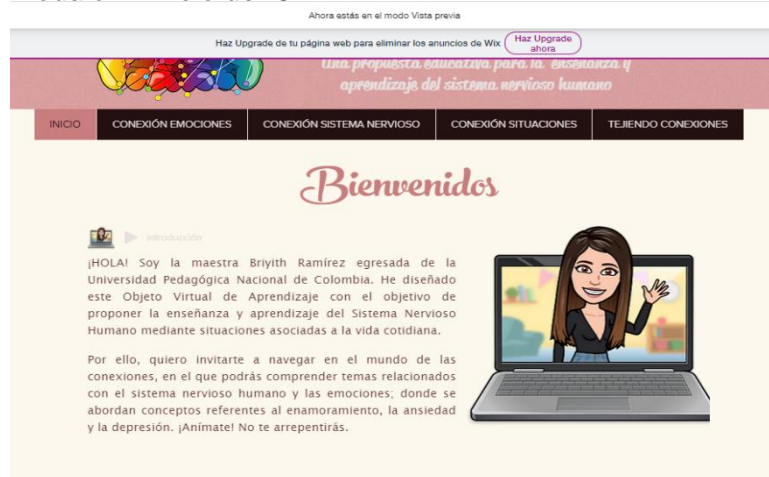 Ahora estás en el modo Vista previa
Haz Upgrade de tu página web para eliminar los anuncios de Wix
Haz Upgrade
ahora
Una propuesta educativa para la enseñanza y
aprendizaje del sistema nervioso humano
INICIO
CONEXIÓN EMOCIONES
CONEXIÓN SISTEMA NERVIOSO
CONEXIÓN SITUACIONES
TEJIENDO CONEXIONES
Bienvenidos
Introducción
¡HOLA! Soy la maestra Briyith Ramírez egresada de la
Universidad Pedagógica Nacional de Colombia. He diseñado
este Objeto Virtual de Aprendizaje con el objetivo de
proponer la enseñanza y aprendizaje del Sistema Nervioso
Humano mediante situaciones asociadas a la vida cotidiana.
Por ello, quiero invitarte a navegar en el mundo de las
conexiones, en el que podrás comprender temas relacionados
con el sistema nervioso humano y las emociones; donde se
abordan conceptos referentes al enamoramiento, la ansiedad
y la depresión. ¡Anímate! No te arrepentirás.